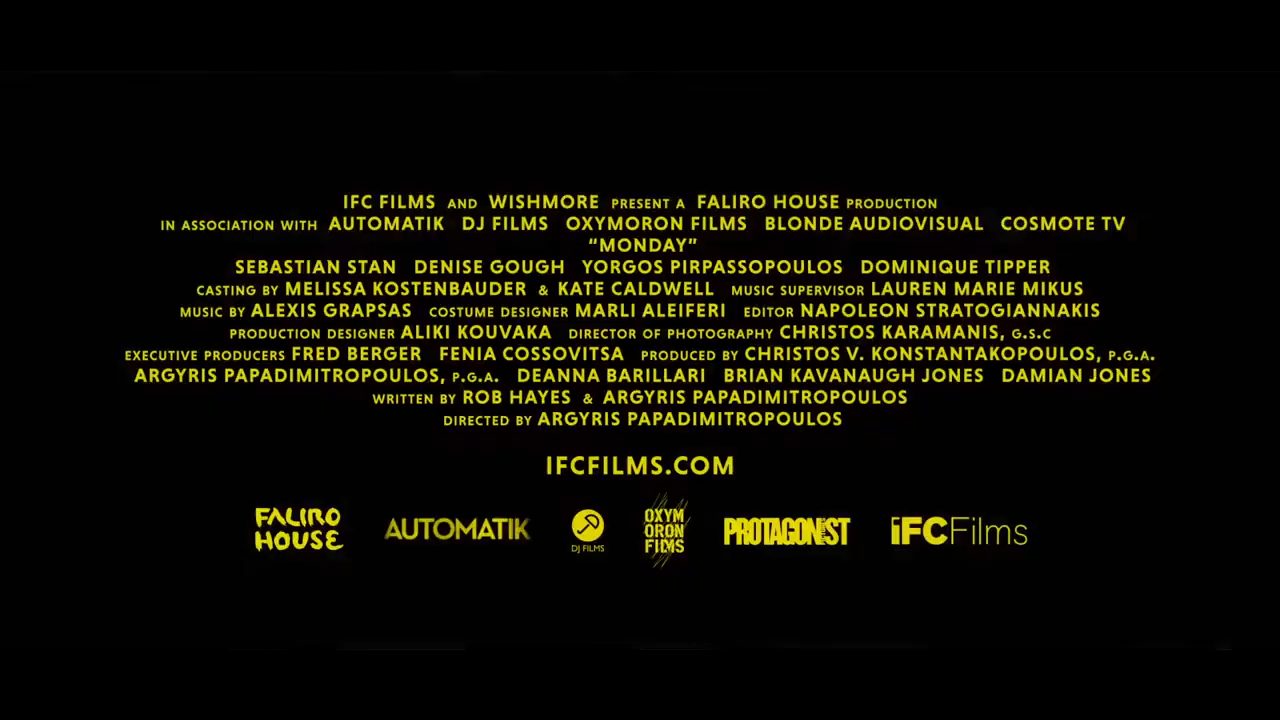 IFC FILMS AND WISHMORE PRESENT A FALIRO HOUSE PRODUCTION
IN ASSOCIATION WITH AUTOMATIK DJ FILMS OXYMORON FILMS BLONDE AUDIOVISUAL COSMOTE TV
“MONDAY”
SEBASTIAN STAN DENISE GOUGH YORGOS PIRPASSOPOULOS DOMINIQUE TIPPER
CASTING BY MELISSA KOSTENBAUDER & KATE CALDWELL MUSIC SUPERVISOR LAUREN MARIE MIKUS
MUSIC BY ALEXIS GRAPSAS COSTUME DESIGNER MARLI ALEIFERI EDITOR NAPOLEON STRATOGIANNAKIS
PRODUCTION DESIGNER ALIKI KOUVAKA DIRECTOR OF PHOTOGRAPHY CHRISTOS KARAMANIS, G.S.C
EXECUTIVE PRODUCERS FRED BERGER FENIA COSSOVITSA PRODUCED BY CHRISTOS V. KONSTANTAKOPOULOS, P.G.A.
ARGYRIS PAPADIMITROPOULOS, P.G.A. DEANNA BARILLARI BRIAN KAVANAUGH JONES DAMIAN JONES
WRITTEN BY ROB HAYES & ARGYRIS PAPADIMITROPOULOS
DIRECTED BY ARGYRIS PAPADIMITROPOULOS
IFCFILMS.COM
FALIRO
HOUSE
AUTOMATIK
DJ FILMS
OXYM
ORON
FILMS
PROTAGONIST
IFCFilms